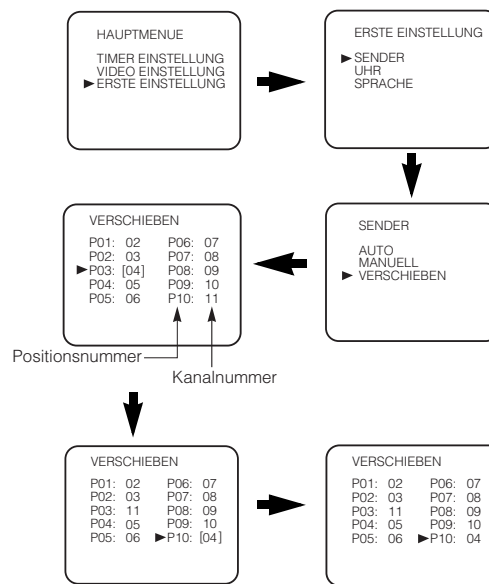 HAUPTMENUE
TIMER EINSTELLUNG
VIDEO EINSTELLUNG
►ERSTE EINSTELLUNG
ERSTE EINSTELLUNG
►SENDER
UHR
SPRACHE
SENDER
AUTO
MANUELL
►VERSCHIEBEN
VERSCHIEBEN
P01: 02 P06: 07
P02: 03 P07: 08
►P03: [04] P08: 09
P04: 05 P09: 10
P05: 06 P10: 11
Positionsnummer
Kanalnummer
VERSCHIEBEN
P01: 02 P06: 07
P02: 03 P07: 08
P03: 11 P08: 09
P04: 05 P09: 10
P05: 06 ►P10: [04]
VERSCHIEBEN
P01: 02 P06: 07
P02: 03 P07: 08
P03: 11 P08: 09
P04: 05 P09: 10
P05: 06 ►P10: 04